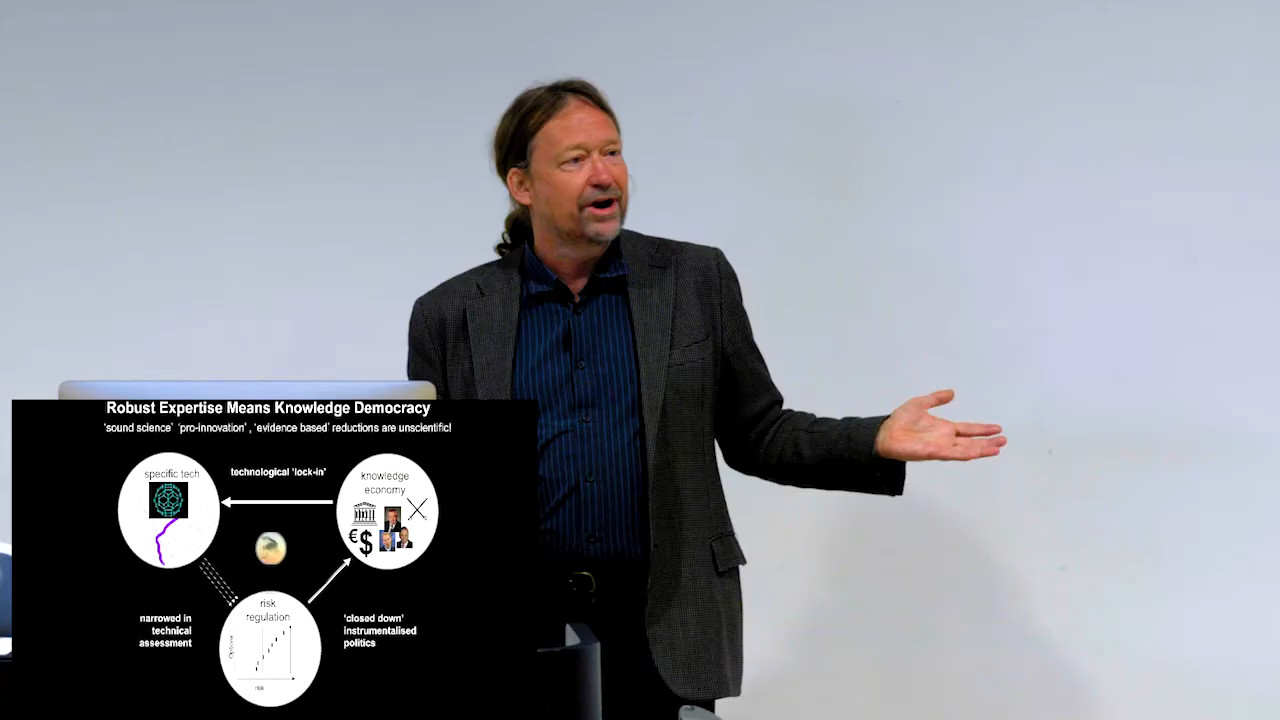 Robust Expertise Means Knowledge Democracy
'sound science' 'pro-innovation' , 'evidence based' reductions are unscientific!
specific tech
technological 'lock-in'
knowledge
economy
€$
narrowed in
technical
assessment
risk
regulation
Options
risk
'closed down'
instrumentalised
politics